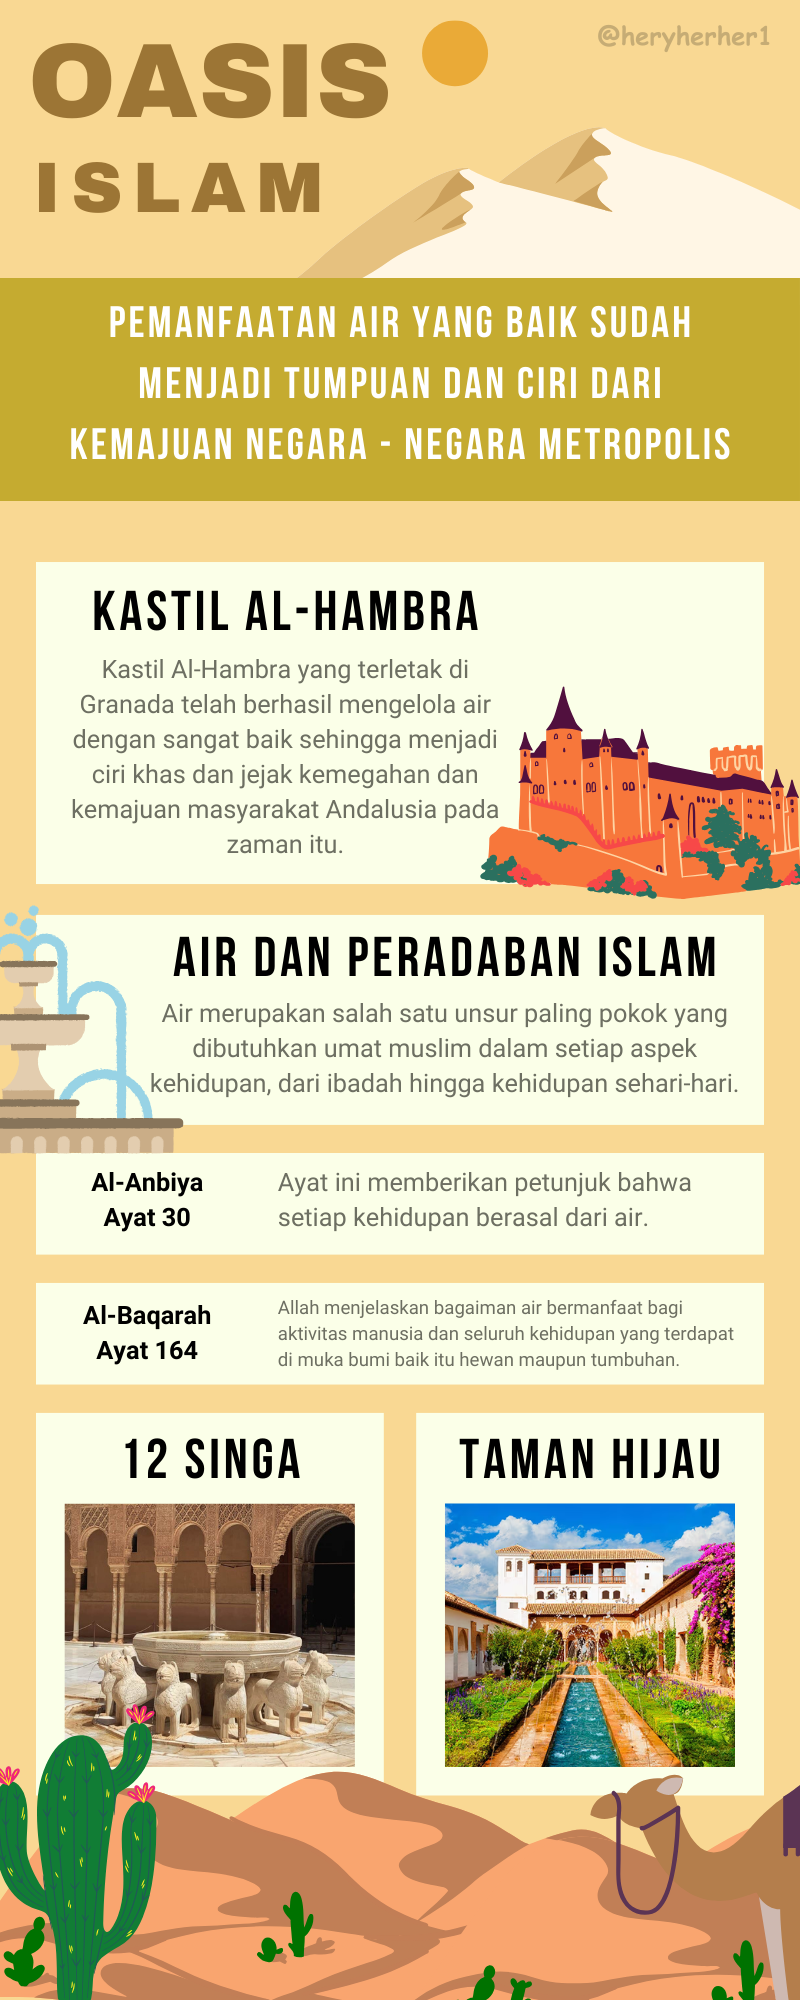 @heryherher1
OASIS
ISLAM
PEMANFAATAN AIR YANG BAIK SUDAH
MENJADI TUMPUAN DAN CIRI DARI
KEMAJUAN NEGARA - NEGARA METROPOLIS
KASTIL AL-HAMBRA
Kastil Al-Hambra yang terletak di
Granada telah berhasil mengelola air
dengan sangat baik sehingga menjadi
ciri khas dan jejak kemegahan dan
kemajuan masyarakat Andalusia pada
zaman itu.
AIR DAN PERADABAN ISLAM
Air merupakan salah satu unsur paling pokok yang
dibutuhkan umat muslim dalam setiap aspek
kehidupan, dari ibadah hingga kehidupan sehari-hari.
Al-Anbiya
Ayat 30
Ayat ini memberikan petunjuk bahwa
setiap kehidupan berasal dari air.
Al-Baqarah
Ayat 164
Allah menjelaskan bagaiman air bermanfaat bagi
aktivitas manusia dan seluruh kehidupan yang terdapat
di muka bumi baik itu hewan maupun tumbuhan.
12 SINGA
TAMAN HIJAU